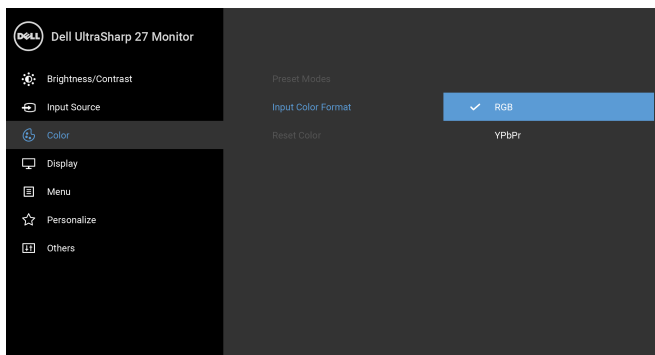 DELL Dell UltraSharp 27 Monitor
Brightness/Contrast
Preset Modes
Input Source
Input Color Format
RGB
Color
Reset Color
YPbPr
Display
Menu
Personalize
Others